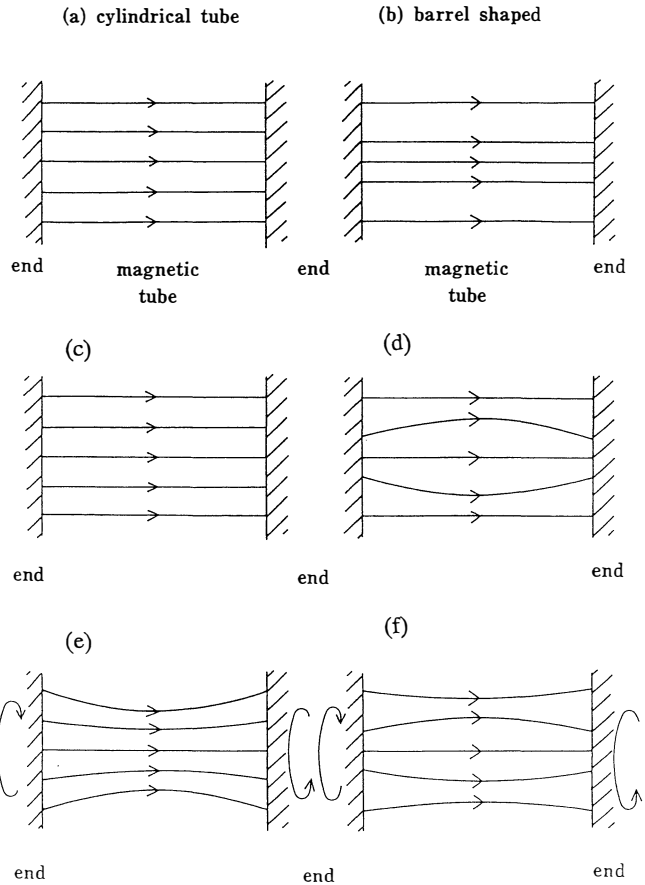 (a) cylindrical tube
(b) barrel shaped
end
magnetic
tube
end
magnetic
tube
end
(c)
(d)
end
end
end
(e)
(f)
end
end
end